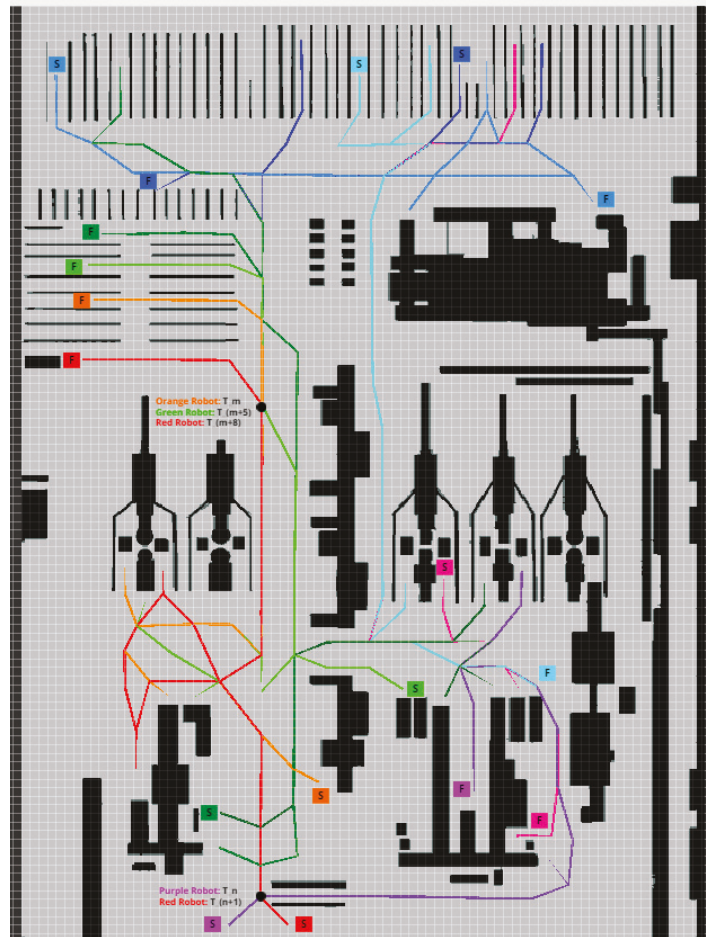 S
S
S
F
F
F
F
F
F
Orange Robot: T m
Green Robot: T (m+5)
Red Robot: T (m+8)
S
F
S
F
S
S
F
Purple Robot: T n
Red Robot: T (n+1)
S
S